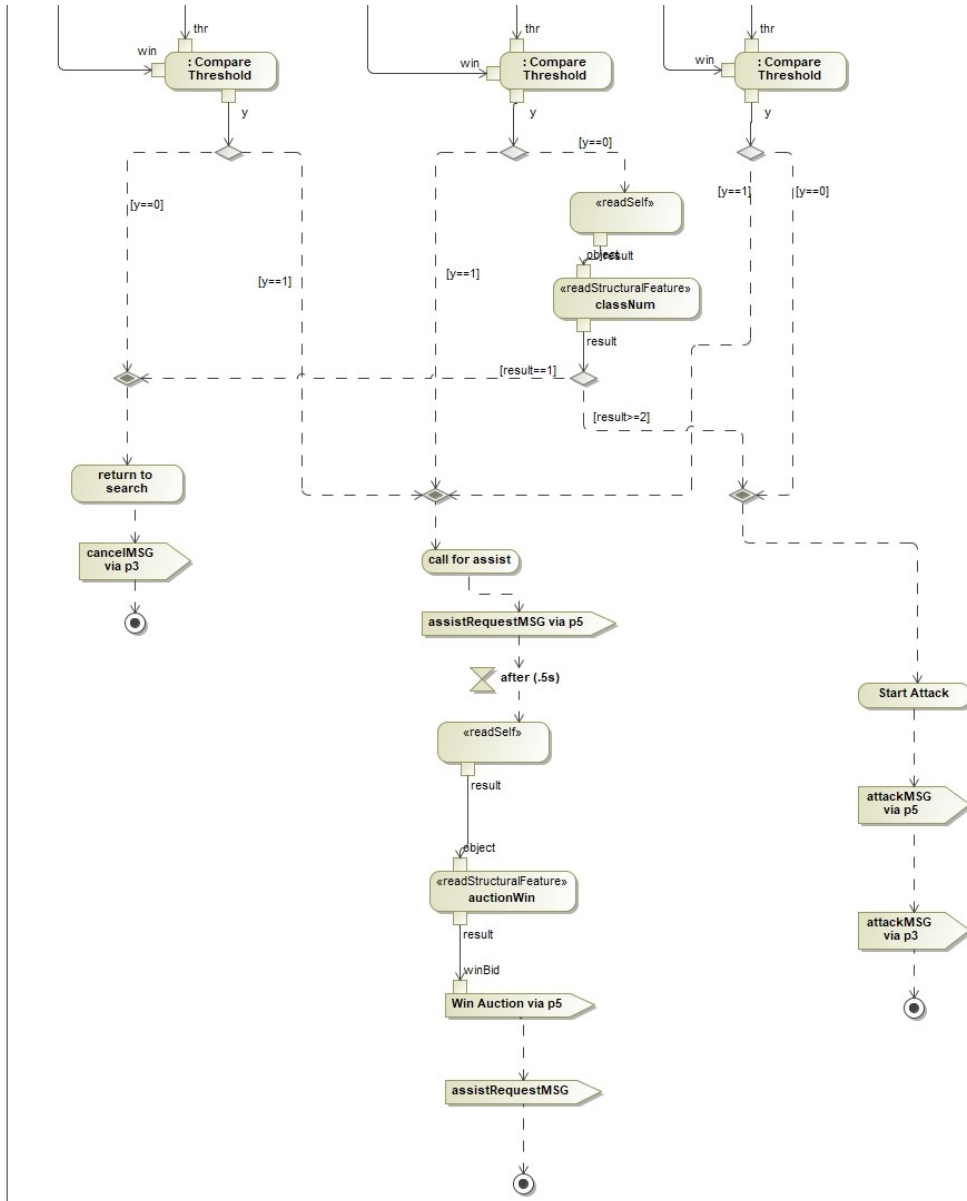 thr
thr
thr
win
win
win
: Compare
Threshold
: Compare
Threshold
: Compare
Threshold
y
y
y
[y==0]
[y==0]
[y==1]
[y==0]
«readSelf»
object
result
[y==1]
[y==1]
«readStructuralFeature»
classNum
result
[result==1]
[result>=2]
return to
search
cancelMSG
via p3
call for assist
assistRequestMSG via p5
after (.5s)
Start Attack
«readSelf»
result
attackMSG
via p5
object
«readStructuralFeature»
auctionWin
result
attackMSG
via p3
winBid
Win Auction via p5
assistRequestMSG